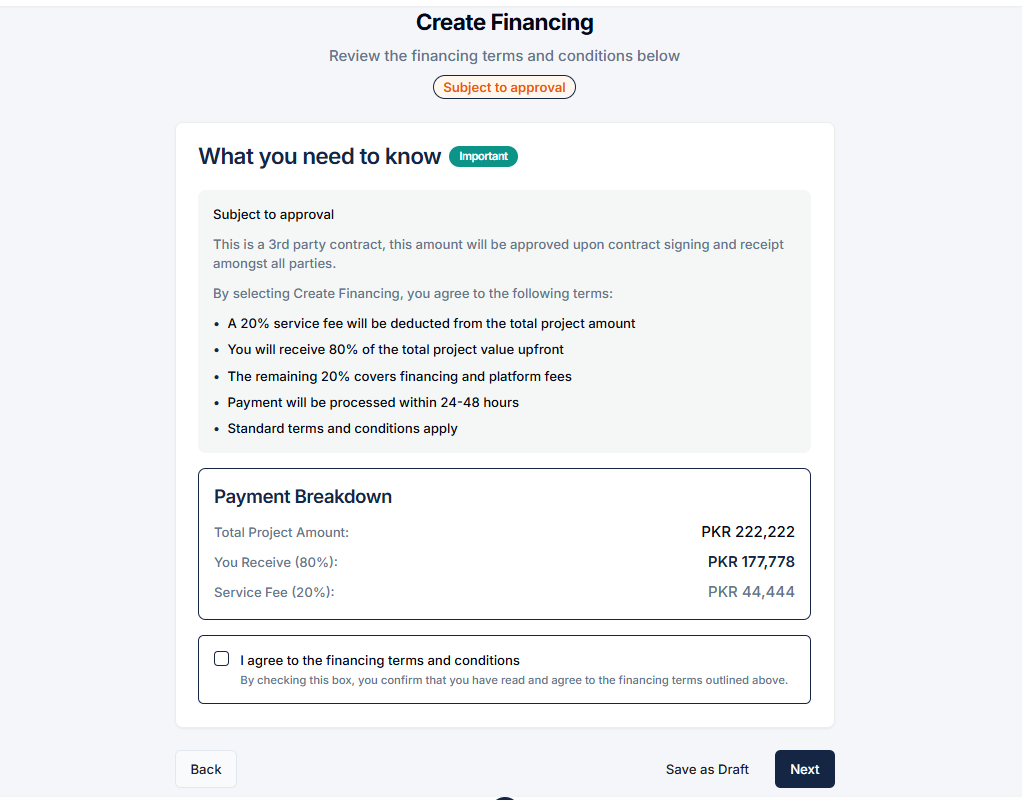 Create Financing
Review the financing terms and conditions below
Subject to approval
What you need to know
Important
Subject to approval
This is a 3rd party contract, this amount will be approved upon contract signing and receipt
amongst all parties.
By selecting Create Financing, you agree to the following terms:
• A 20% service fee will be deducted from the total project amount
• You will receive 80% of the total project value upfront
• The remaining 20% covers financing and platform fees
• Payment will be processed within 24-48 hours
• Standard terms and conditions apply
Payment Breakdown
Total Project Amount: PKR 222,222
You Receive (80%): PKR 177,778
Service Fee (20%): PKR 44,444
I agree to the financing terms and conditions
By checking this box, you confirm that you have read and agree to the financing terms outlined above.
Back
Save as Draft
Next